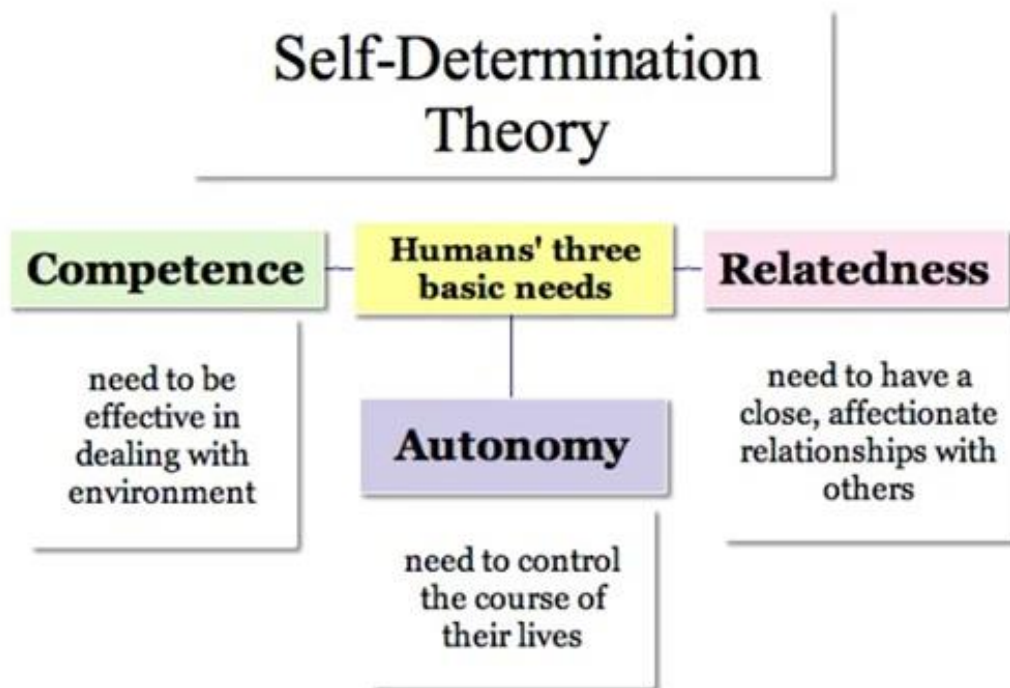 Self-Determination
Theory
Competence
Humans' three
basic needs
Relatedness
need to be
effective in
dealing with
environment
Autonomy
need to control
the course of
their lives
need to have a
close, affectionate
relationships with
others